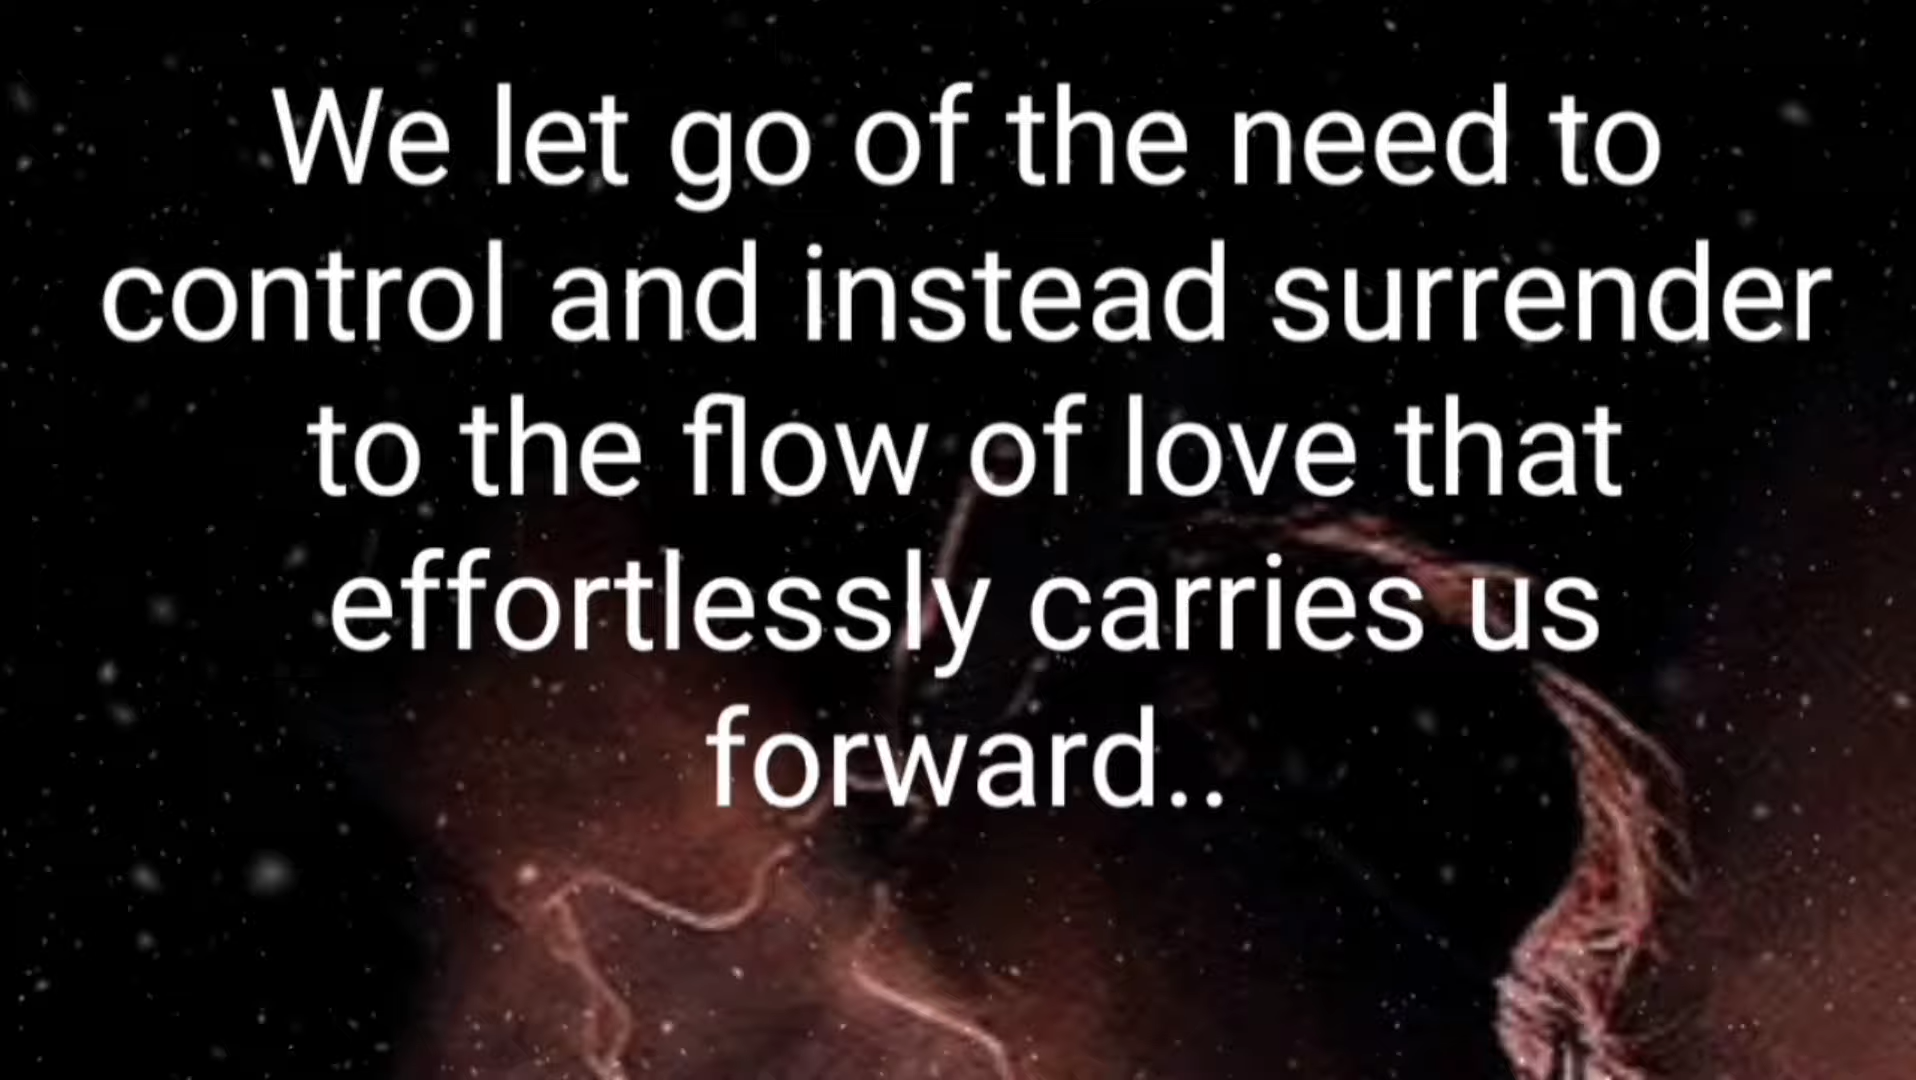 We let go of the need to
control and instead surrender
to the flow of love that
effortlessly carries us
forward..